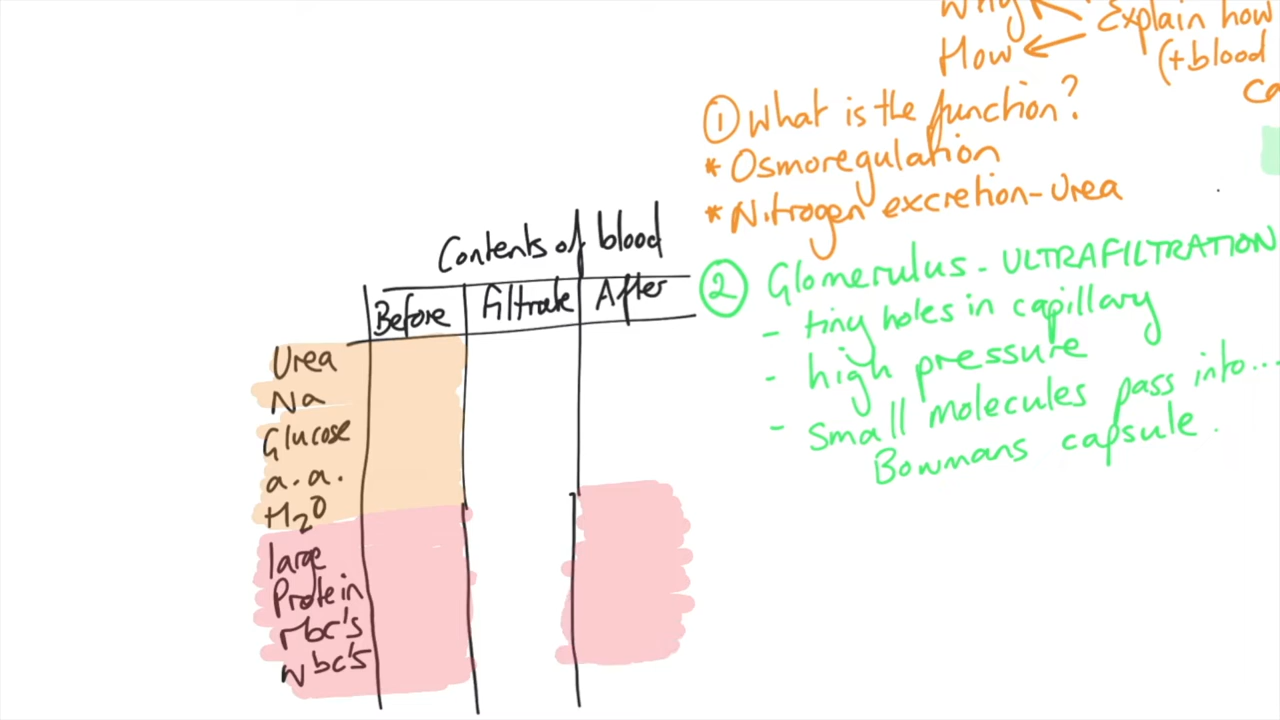 Why
Explain how
How
(+blood
ca
① What is the function?
* Osmoregulation
* Nitrogen excretion - Urea
② Glomerulus - ULTRAFILTRATION
- tiny holes in capillary
- high pressure
- small molecules pass into...
Bowmans capsule.
Contents of blood
Before filtrate After
Urea
Na
Glucose
a.a.
H₂O
large
Protein
rbc's
wbc's